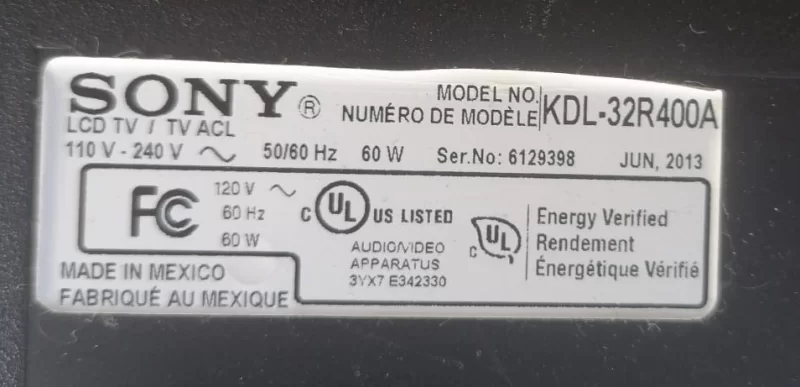 SONY®
MODEL NO.
NUMÉRO DE MODÈLE
KDL-32R400A
LCD TV / TV ACL
110 V - 240 V ~ 50/60 Hz 60 W Ser.No: 6129398 JUN, 2013
FC
120 V ~
60 Hz
60 W
C UL US LISTED
AUDIO/VIDEO
APPARATUS
3YX7 E342330
C UL
Energy Verified
Rendement
Énergétique Vérifié
MADE IN MEXICO
FABRIQUÉ AU MEXIQUE